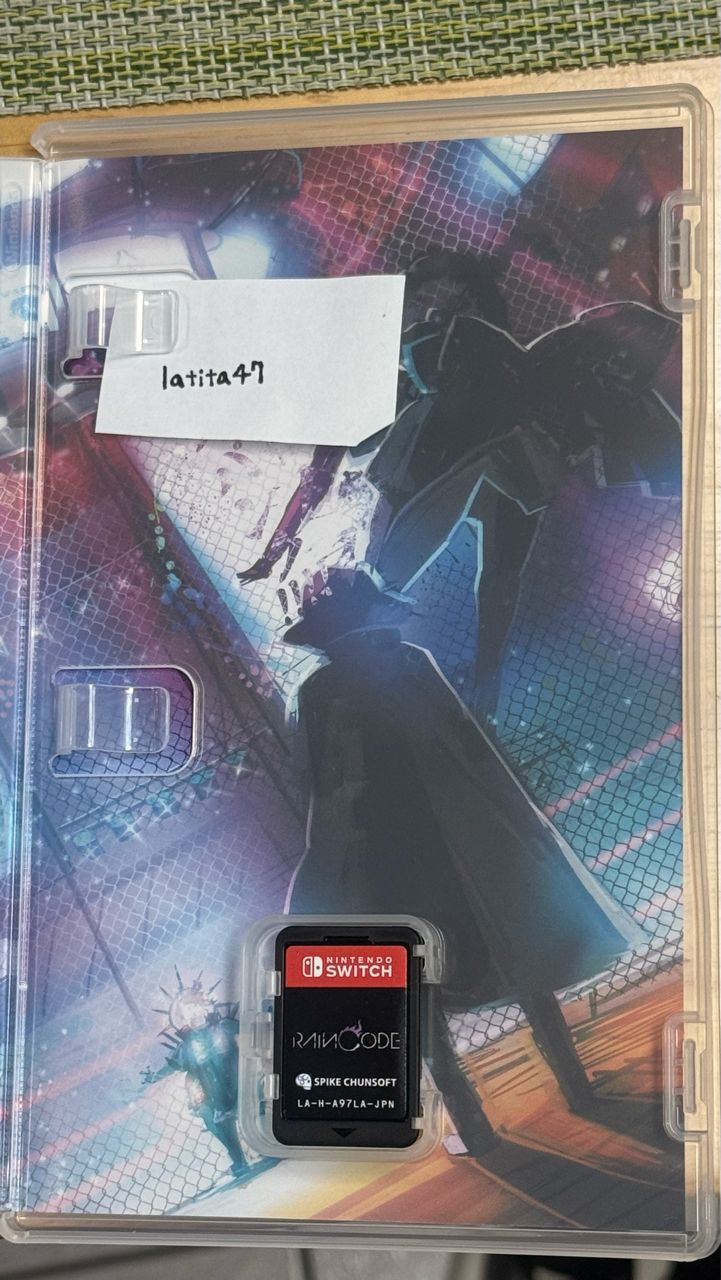 latita47
NINTENDO
SWITCH
RAINCODE
SPIKE CHUNSOFT
LA-H-A97LA-JPN